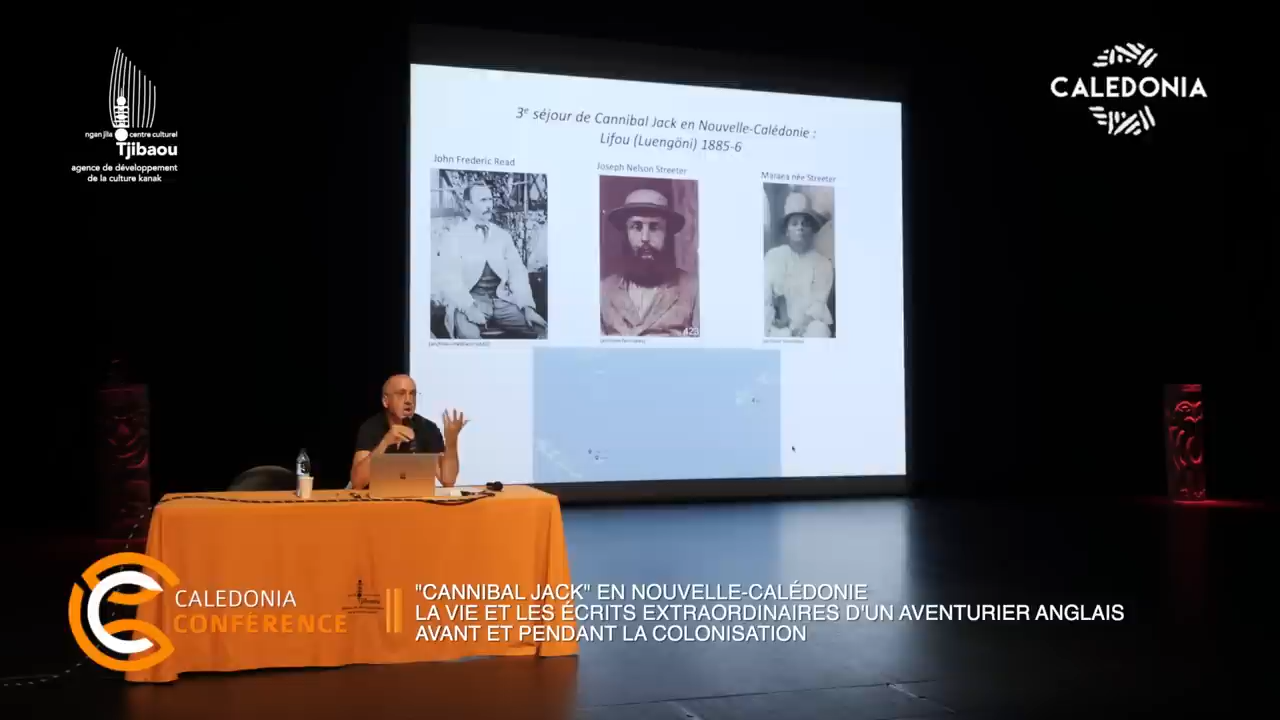 ngan jila centre culturel
Tjibaou
agence de développement
de la culture kanak
CALEDONIA
3e séjour de Cannibal Jack en Nouvelle-Calédonie :
Lifou (Luengöni) 1885-6
John Frederic Read
Joseph Nelson Streeter
Maraea née Streeter
423
CALEDONIA
CONFÉRENCE
"CANNIBAL JACK" EN NOUVELLE-CALÉDONIE
LA VIE ET LES ÉCRITS EXTRAORDINAIRES D'UN AVENTURIER ANGLAIS
AVANT ET PENDANT LA COLONISATION